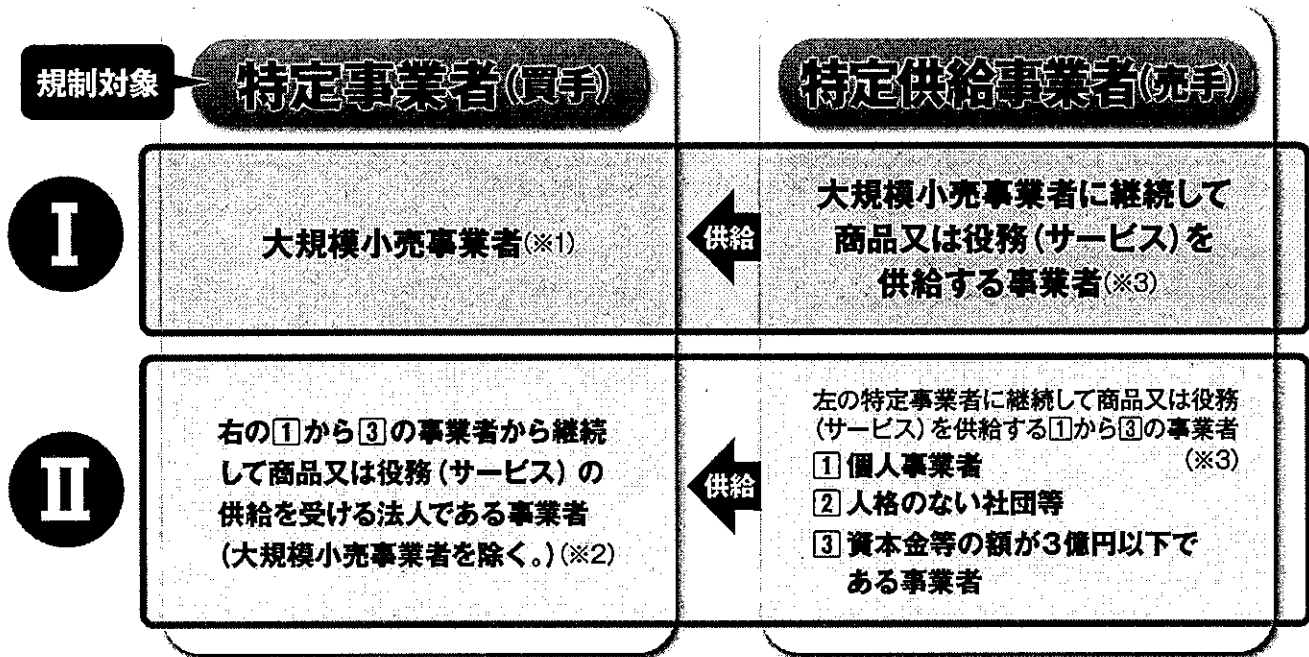 規制対象
特定事業者(買手)
特定供給事業者(売手)
I
大規模小売事業者(※1)
供給
大規模小売事業者に継続して
商品又は役務(サービス)を
供給する事業者(※3)
II
右の1から3の事業者から継続
して商品又は役務(サービス)の
供給を受ける法人である事業者
(大規模小売事業者を除く。)(※2)
供給
左の特定事業者に継続して商品又は役務
(サービス)を供給する1から3の事業者
(※3)
1個人事業者
2人格のない社団等
3資本金等の額が3億円以下で
ある事業者